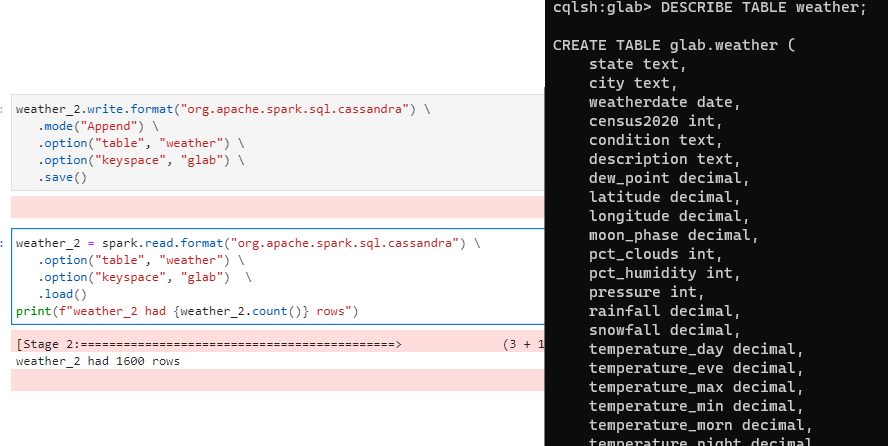 weather_2.write.format("org.apache.spark.sql.cassandra") \
.mode("Append") \
.option("table", "weather") \
.option("keyspace", "glab") \
.save()
weather_2 = spark.read.format("org.apache.spark.sql.cassandra") \
.option("table", "weather") \
.option("keyspace", "glab")  \
.load()
print(f"weather_2 had {weather_2.count()} rows")
[Stage 2:===========================================>              (3 + 1
weather_2 had 1600 rows
cqlsh:glab> DESCRIBE TABLE weather;
CREATE TABLE glab.weather (
state text,
city text,
weatherdate date,
census2020 int,
condition text,
description text,
dew_point decimal,
latitude decimal,
longitude decimal,
moon_phase decimal,
pct_clouds int,
pct_humidity int,
pressure int,
rainfall decimal,
snowfall decimal,
temperature_day decimal,
temperature_eve decimal,
temperature_max decimal,
temperature_min decimal,
temperature_morn decimal,
temperature_night decimal